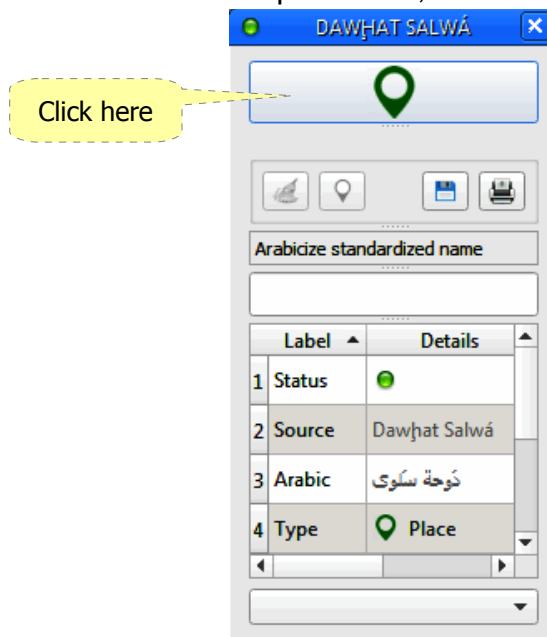 DAWḨAT SALWÁ
Click here
Arabicize standardized name
Label Details
1 Status
2 Source Dawḩat Salwá
3 Arabic دَوحة سَلوى
4 Type Place